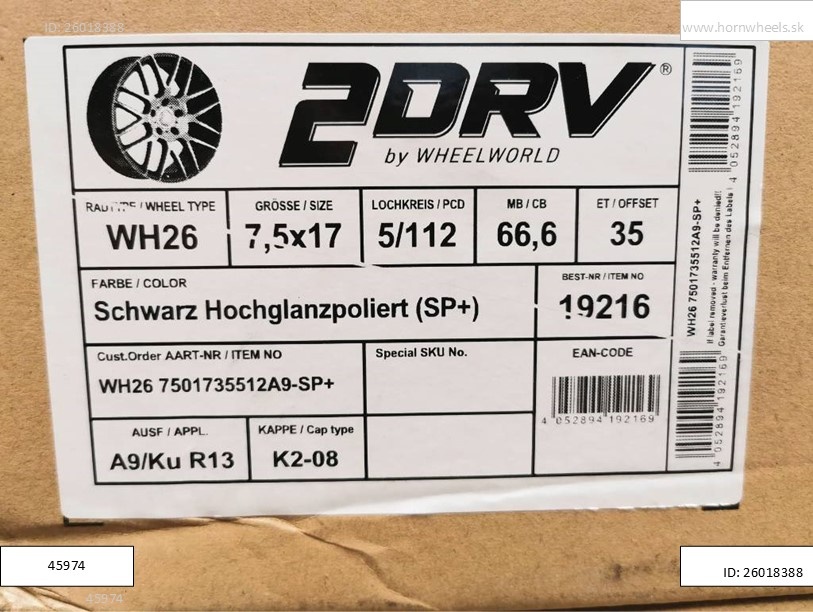 ID: 26018388
www.hornwheels.sk
2DRV®
by WHEELWORLD
RADTYPE / WHEEL TYPE
WH26
GRÖSSE / SIZE
7,5x17
LOCHKREIS / PCD
5/112
MB / CB
66,6
ET / OFFSET
35
FARBE / COLOR
Schwarz Hochglanzpoliert (SP+)
BEST-NR / ITEM NO
19216
Cust.Order AART-NR / ITEM NO
WH26 7501735512A9-SP+
Special SKU No.
EAN-CODE
4 052894 192169
AUSF / APPL.
A9/Ku R13
KAPPE / Cap type
K2-08
4 052894 192169
WH26 7501735512A9-SP+
If label removed - warranty will be denied!!
Garantieverlust beim Entfernen des Labels !
4 052894 192169
45974
45974
ID: 26018388